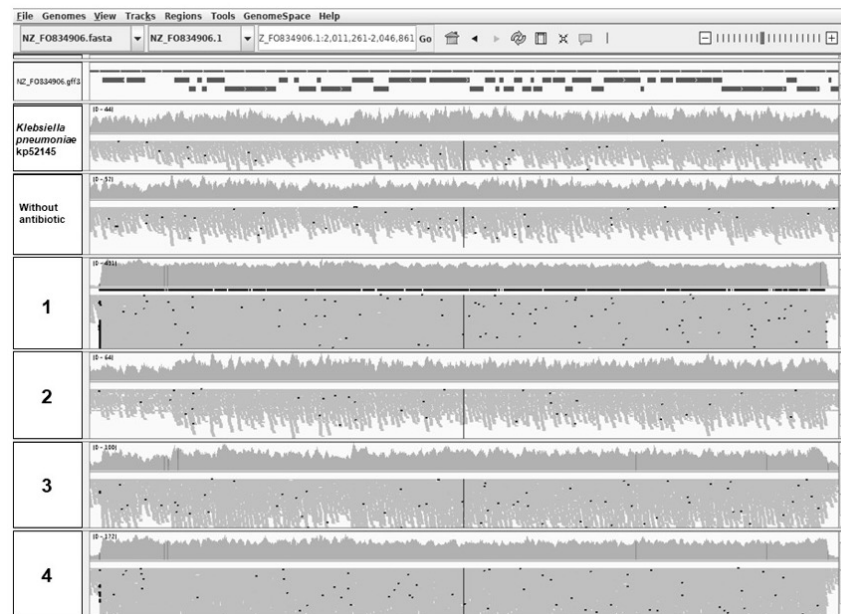 File Genomes View Tracks Regions Tools GenomeSpace Help
NZ_FO834906.fasta NZ_FO834906.1 Z_FO834906.1:2,011,261-2,046,861 Go
NZ_FO834906.gff3
Klebsiella
pneumoniae
kp52145
[0 - 44]
Without
antibiotic
[0 - 52]
1
2
[0 - 64]
3
[0 - 100]
4
[0 - 172]